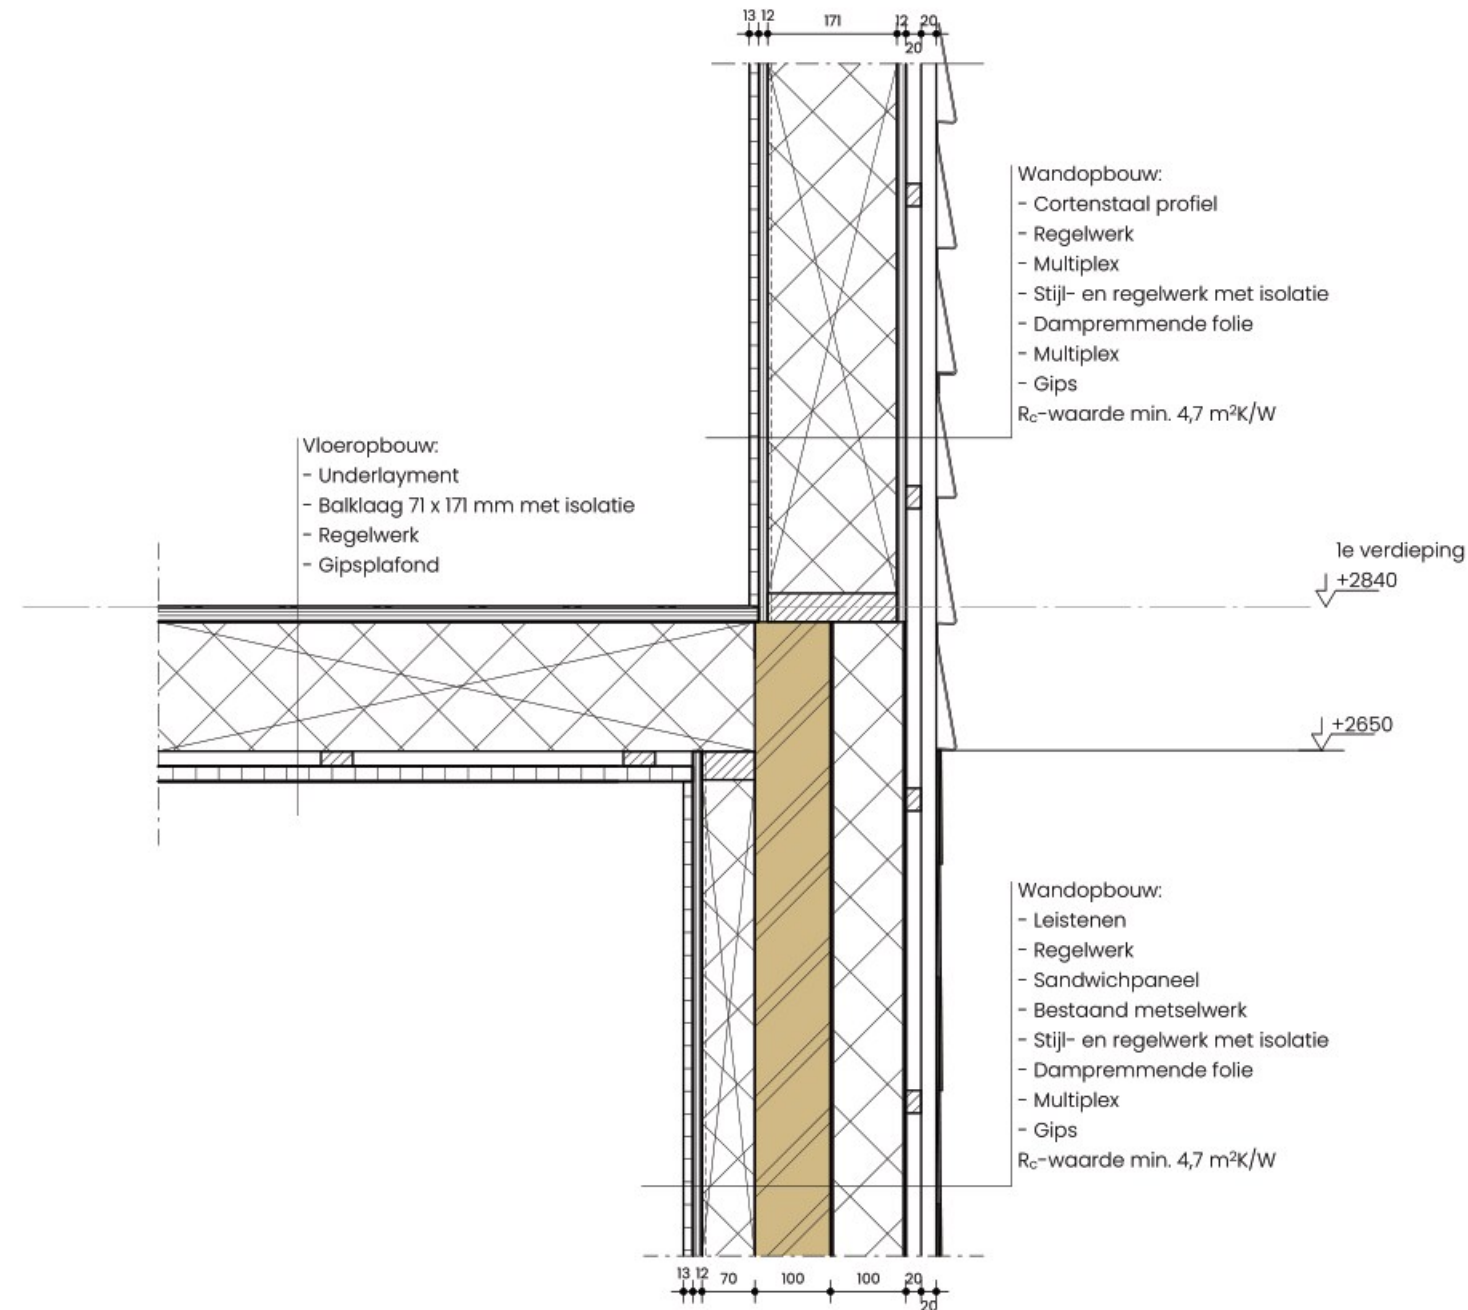 13 12 171 12 20
20
Wandopbouw:
- Cortenstaal profiel
- Regelwerk
- Multiplex
- Stijl- en regelwerk met isolatie
- Dampremmende folie
- Multiplex
- Gips
Rc-waarde min. 4,7 m²K/W
Vloeropbouw:
- Underlayment
- Balklaag 71 x 171 mm met isolatie
- Regelwerk
- Gipsplafond
1e verdieping
+2840
+2650
Wandopbouw:
- Leistenen
- Regelwerk
- Sandwichpaneel
- Bestaand metselwerk
- Stijl- en regelwerk met isolatie
- Dampremmende folie
- Multiplex
- Gips
Rc-waarde min. 4,7 m²K/W
13 12 70 100 100 20
20